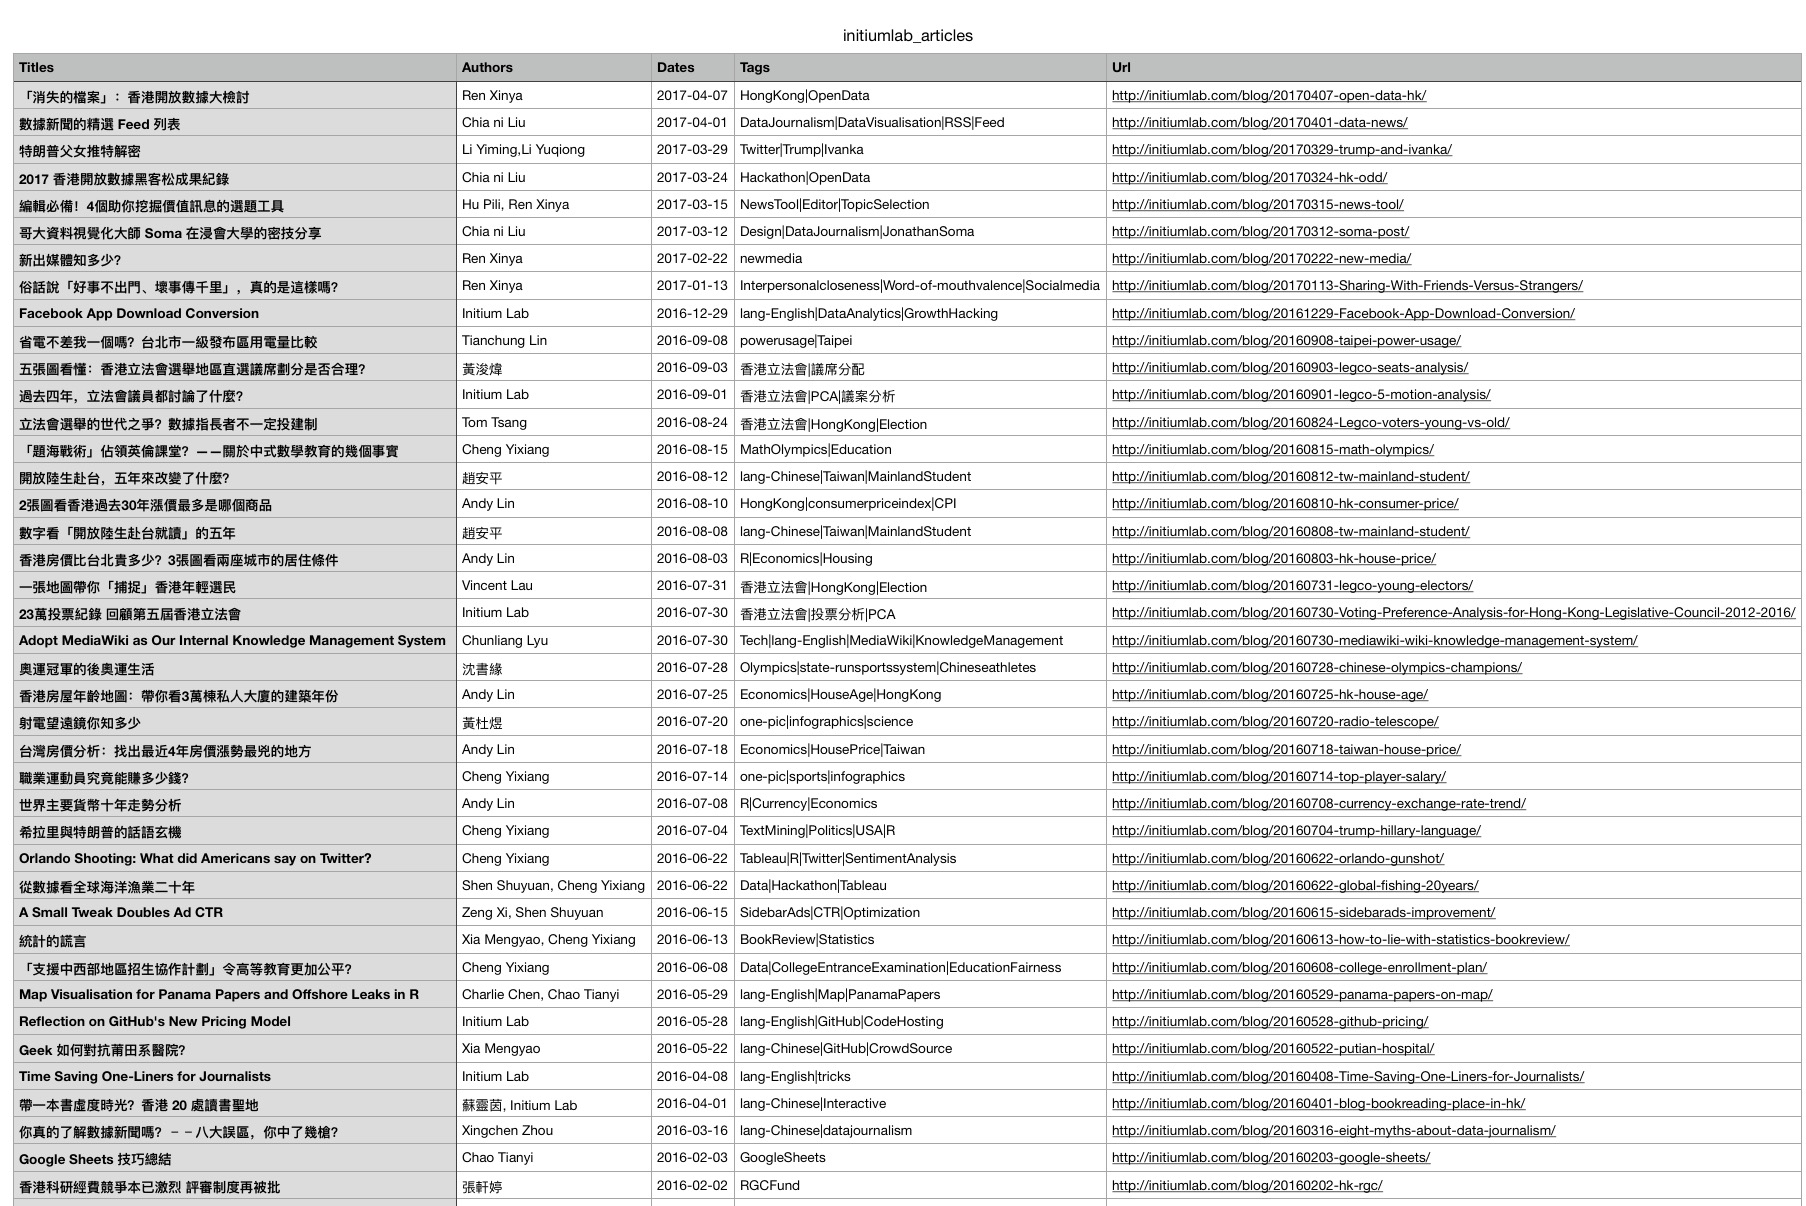 initiumlab_articles
Titles Authors Dates Tags Url
「消失的檔案」：香港開放數據大檢討 Ren Xinya 2017-04-07 HongKong|OpenData http://initiumlab.com/blog/20170407-open-data-hk/
數據新聞的精選 Feed 列表 Chia ni Liu 2017-04-01 DataJournalism|DataVisualisation|RSS|Feed http://initiumlab.com/blog/20170401-data-news/
特朗普父女推特解密 Li Yiming,Li Yuqiong 2017-03-29 Twitter|Trump|Ivanka http://initiumlab.com/blog/20170329-trump-and-ivanka/
2017 香港開放數據黑客松成果紀錄 Chia ni Liu 2017-03-24 Hackathon|OpenData http://initiumlab.com/blog/20170324-hk-odd/
編輯必備！4個助你挖掘價值訊息的選題工具 Hu Pili, Ren Xinya 2017-03-15 NewsTool|Editor|TopicSelection http://initiumlab.com/blog/20170315-news-tool/
哥大資料視覺化大師 Soma 在浸會大學的密技分享 Chia ni Liu 2017-03-12 Design|DataJournalism|JonathanSoma http://initiumlab.com/blog/20170312-soma-post/
新出媒體知多少? Ren Xinya 2017-02-22 newmedia http://initiumlab.com/blog/20170222-new-media/
俗話說「好事不出門、壞事傳千里」，真的是這樣嗎? Ren Xinya 2017-01-13 Interpersonalcloseness|Word-of-mouthvalence|Socialmedia http://initiumlab.com/blog/20170113-Sharing-With-Friends-Versus-Strangers/
Facebook App Download Conversion Initium Lab 2016-12-29 lang-English|DataAnalytics|GrowthHacking http://initiumlab.com/blog/20161229-Facebook-App-Download-Conversion/
省電不差我一個嗎？台北市一級發布區用電量比較 Tianchung Lin 2016-09-08 powerusage|Taipei http://initiumlab.com/blog/20160908-taipei-power-usage/
五張圖看懂：香港立法會選舉地區直選議席劃分是否合理? 黃浚煒 2016-09-03 香港立法會|議席分配 http://initiumlab.com/blog/20160903-legco-seats-analysis/
過去四年，立法會議員都討論了什麼? Initium Lab 2016-09-01 香港立法會|PCA|議案分析 http://initiumlab.com/blog/20160901-legco-5-motion-analysis/
立法會選舉的世代之爭？數據指長者不一定投建制 Tom Tsang 2016-08-24 香港立法會|HongKong|Election http://initiumlab.com/blog/20160824-Legco-voters-young-vs-old/
「題海戰術」佔領英倫課堂？——關於中式數學教育的幾個事實 Cheng Yixiang 2016-08-15 MathOlympics|Education http://initiumlab.com/blog/20160815-math-olympics/
開放陸生赴台，五年來改變了什麼? 趙安平 2016-08-12 lang-Chinese|Taiwan|MainlandStudent http://initiumlab.com/blog/20160812-tw-mainland-student/
2張圖看香港過去30年漲價最多是哪個商品 Andy Lin 2016-08-10 HongKong|consumerpriceindex|CPI http://initiumlab.com/blog/20160810-hk-consumer-price/
數字看「開放陸生赴台就讀」的五年 趙安平 2016-08-08 lang-Chinese|Taiwan|MainlandStudent http://initiumlab.com/blog/20160808-tw-mainland-student/
香港房價比台北貴多少？3張圖看兩座城市的居住條件 Andy Lin 2016-08-03 R|Economics|Housing http://initiumlab.com/blog/20160803-hk-house-price/
一張地圖帶你「捕捉」香港年輕選民 Vincent Lau 2016-07-31 香港立法會|HongKong|Election http://initiumlab.com/blog/20160731-legco-young-electors/
23萬投票紀錄 回顧第五屆香港立法會 Initium Lab 2016-07-30 香港立法會|投票分析|PCA http://initiumlab.com/blog/20160730-Voting-Preference-Analysis-for-Hong-Kong-Legislative-Council-2012-2016/
Adopt MediaWiki as Our Internal Knowledge Management System Chunliang Lyu 2016-07-30 Tech|lang-English|MediaWiki|KnowledgeManagement http://initiumlab.com/blog/20160730-mediawiki-wiki-knowledge-management-system/
奧運冠軍的後奧運生活 沈書緣 2016-07-28 Olympics|state-runsportssystem|Chineseathletes http://initiumlab.com/blog/20160728-chinese-olympics-champions/
香港房屋年齡地圖：帶你看3萬棟私人大廈的建築年份 Andy Lin 2016-07-25 Economics|HouseAge|HongKong http://initiumlab.com/blog/20160725-hk-house-age/
射電望遠鏡你知多少 黃杜煜 2016-07-20 one-pic|infographics|science http://initiumlab.com/blog/20160720-radio-telescope/
台灣房價分析：找出最近4年房價漲勢最兇的地方 Andy Lin 2016-07-18 Economics|HousePrice|Taiwan http://initiumlab.com/blog/20160718-taiwan-house-price/
職業運動員究竟能賺多少錢? Cheng Yixiang 2016-07-14 one-pic|sports|infographics http://initiumlab.com/blog/20160714-top-player-salary/
世界主要貨幣十年走勢分析 Andy Lin 2016-07-08 R|Currency|Economics http://initiumlab.com/blog/20160708-currency-exchange-rate-trend/
希拉里與特朗普的話語玄機 Cheng Yixiang 2016-07-04 TextMining|Politics|USA|R http://initiumlab.com/blog/20160704-trump-hillary-language/
Orlando Shooting: What did Americans say on Twitter? Cheng Yixiang 2016-06-22 Tableau|R|Twitter|SentimentAnalysis http://initiumlab.com/blog/20160622-orlando-gunshot/
從數據看全球海洋漁業二十年 Shen Shuyuan, Cheng Yixiang 2016-06-22 Data|Hackathon|Tableau http://initiumlab.com/blog/20160622-global-fishing-20years/
A Small Tweak Doubles Ad CTR Zeng Xi, Shen Shuyuan 2016-06-15 SidebarAds|CTR|Optimization http://initiumlab.com/blog/20160615-sidebarads-improvement/
統計的謊言 Xia Mengyao, Cheng Yixiang 2016-06-13 BookReview|Statistics http://initiumlab.com/blog/20160613-how-to-lie-with-statistics-bookreview/
「支援中西部地區招生協作計劃」令高等教育更加公平? Cheng Yixiang 2016-06-08 Data|CollegeEntranceExamination|EducationFairness http://initiumlab.com/blog/20160608-college-enrollment-plan/
Map Visualisation for Panama Papers and Offshore Leaks in R Charlie Chen, Chao Tianyi 2016-05-29 lang-English|Map|PanamaPapers http://initiumlab.com/blog/20160529-panama-papers-on-map/
Reflection on GitHub's New Pricing Model Initium Lab 2016-05-28 lang-English|GitHub|CodeHosting http://initiumlab.com/blog/20160528-github-pricing/
Geek 如何對抗莆田系醫院? Xia Mengyao 2016-05-22 lang-Chinese|GitHub|CrowdSource http://initiumlab.com/blog/20160522-putian-hospital/
Time Saving One-Liners for Journalists Initium Lab 2016-04-08 lang-English|tricks http://initiumlab.com/blog/20160408-Time-Saving-One-Liners-for-Journalists/
帶一本書虛度時光？香港 20 處讀書聖地 蘇靈茵, Initium Lab 2016-04-01 lang-Chinese|Interactive http://initiumlab.com/blog/20160401-blog-bookreading-place-in-hk/
你真的了解數據新聞嗎？－－八大誤區，你中了幾槍? Xingchen Zhou 2016-03-16 lang-Chinese|datajournalism http://initiumlab.com/blog/20160316-eight-myths-about-data-journalism/
Google Sheets 技巧總結 Chao Tianyi 2016-02-03 GoogleSheets http://initiumlab.com/blog/20160203-google-sheets/
香港科研經費競爭本已激烈 評審制度再被批 張軒婷 2016-02-02 RGCFund http://initiumlab.com/blog/20160202-hk-rgc/